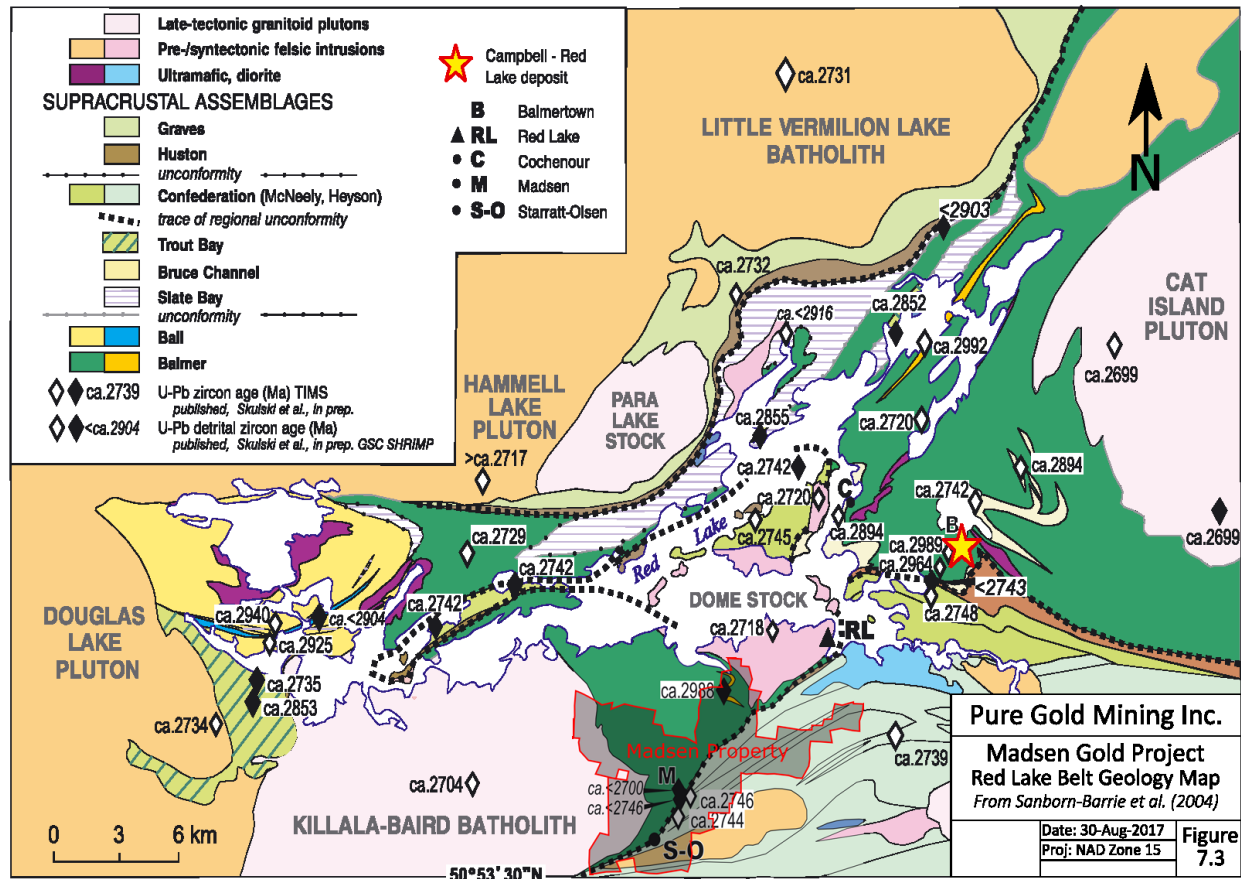 Late-tectonic granitoid plutons
Pre-/syntectonic felsic intrusions
Ultramafic, diorite
SUPRACRUSTAL ASSEMBLAGES
Graves
Huston
unconformity
Confederation (McNeely, Heyson)
trace of regional unconformity
Trout Bay
Bruce Channel
Slate Bay
unconformity
Ball
Balmer
ca.2739 U-Pb zircon age (Ma) TIMS
published, Skulski et al., in prep.
<ca.2904 U-Pb detrital zircon age (Ma)
published, Skulski et al., in prep. GSC SHRIMP
Campbell - Red
Lake deposit
B Balmertown
RL Red Lake
C Cochenour
M Madsen
S-O Starratt-Olsen
ca.2731
LITTLE VERMILION LAKE
BATHOLITH
N
<2903
ca.2732
ca.<2916
ca.2852
CAT
ISLAND
PLUTON
ca.2992
ca.2699
HAMMELL
LAKE
PLUTON
>ca.2717
PARA
LAKE
STOCK
ca.2855
ca.2720
ca.2742
ca.2894
ca.2720
C
ca.2742
ca.2745
ca.2894
B
ca.2699
Red Lake
ca.2989
ca.2964
<2743
ca.2729
ca.2742
ca.2748
DOME STOCK
ca.2742
ca.2940
ca.<2904
ca.2925
ca.2718
RL
DOUGLAS
LAKE
PLUTON
ca.2735
ca.2853
ca.2988
ca.2734
ca.2739
Madsen Property
M
ca.2704
ca.<2700
ca.<2746
ca.2746
ca.2744
KILLALA-BAIRD BATHOLITH
S-O
0 3 6 km
50°53'30"N
Pure Gold Mining Inc.
Madsen Gold Project
Red Lake Belt Geology Map
From Sanborn-Barrie et al. (2004)
Date: 30-Aug-2017
Proj: NAD Zone 15
Figure
7.3